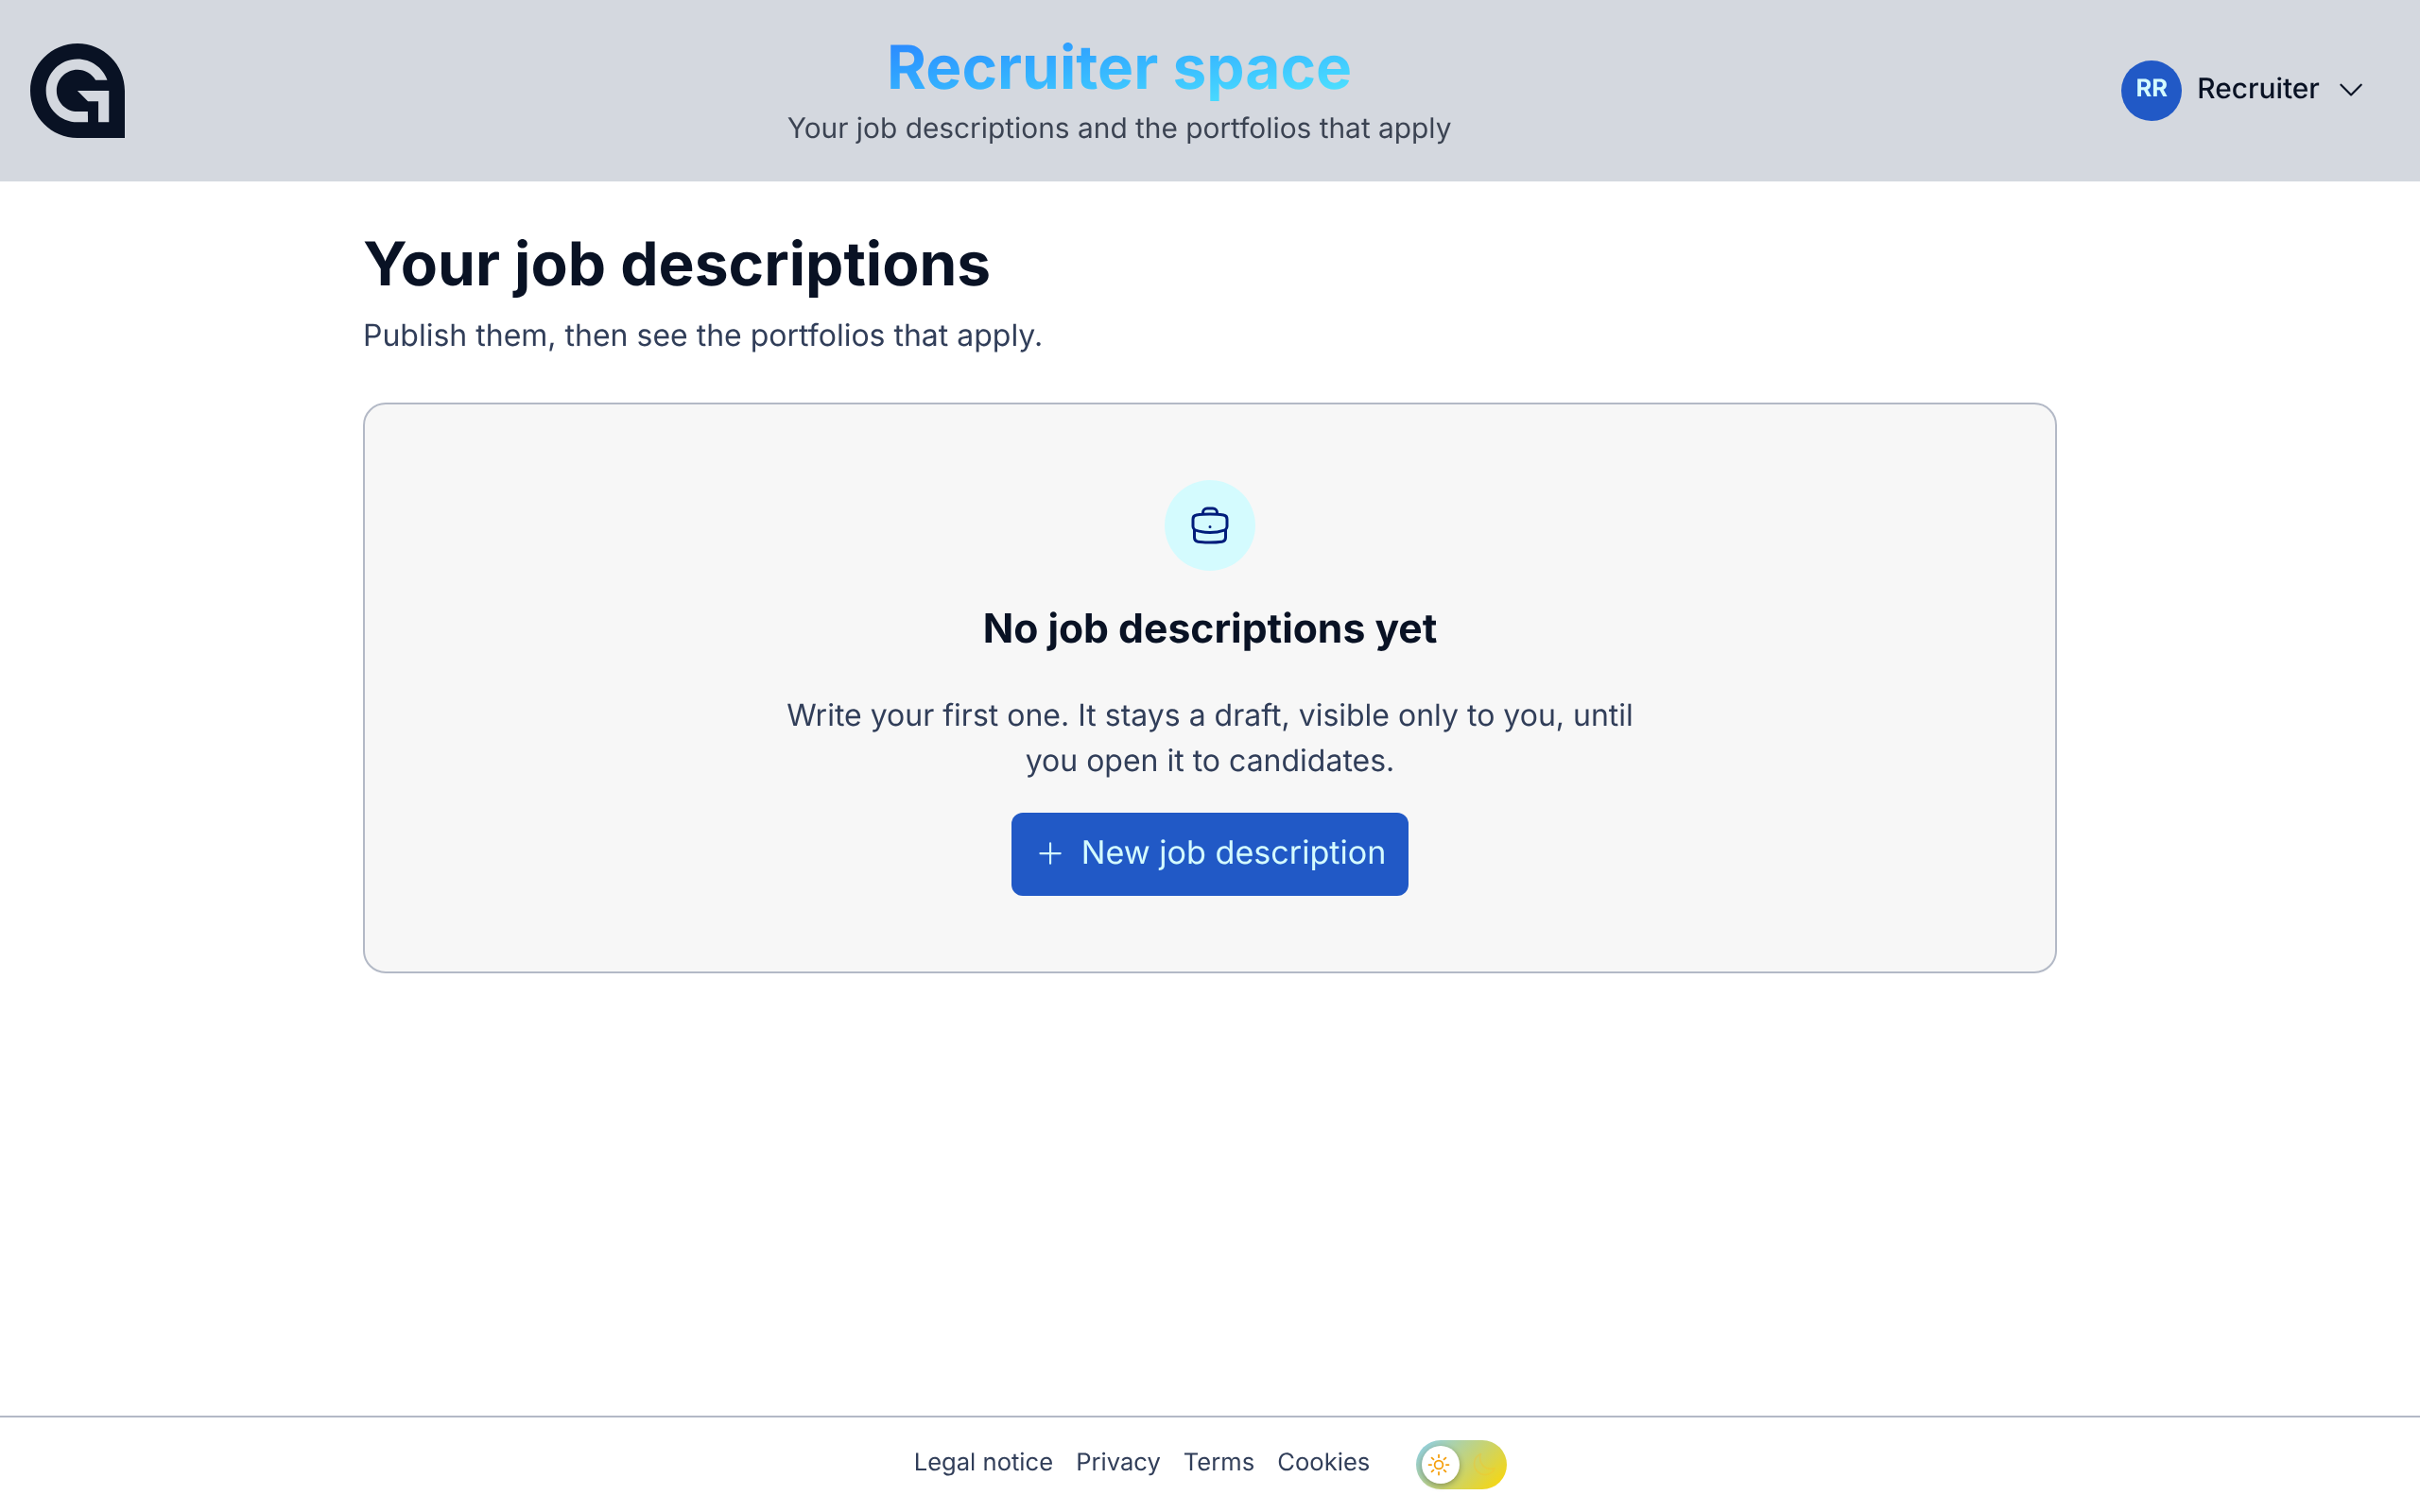 Recruiter space
Your job descriptions and the portfolios that apply
RR Recruiter
Your job descriptions
Publish them, then see the portfolios that apply.
No job descriptions yet
Write your first one. It stays a draft, visible only to you, until
you open it to candidates.
+ New job description
Legal notice Privacy Terms Cookies